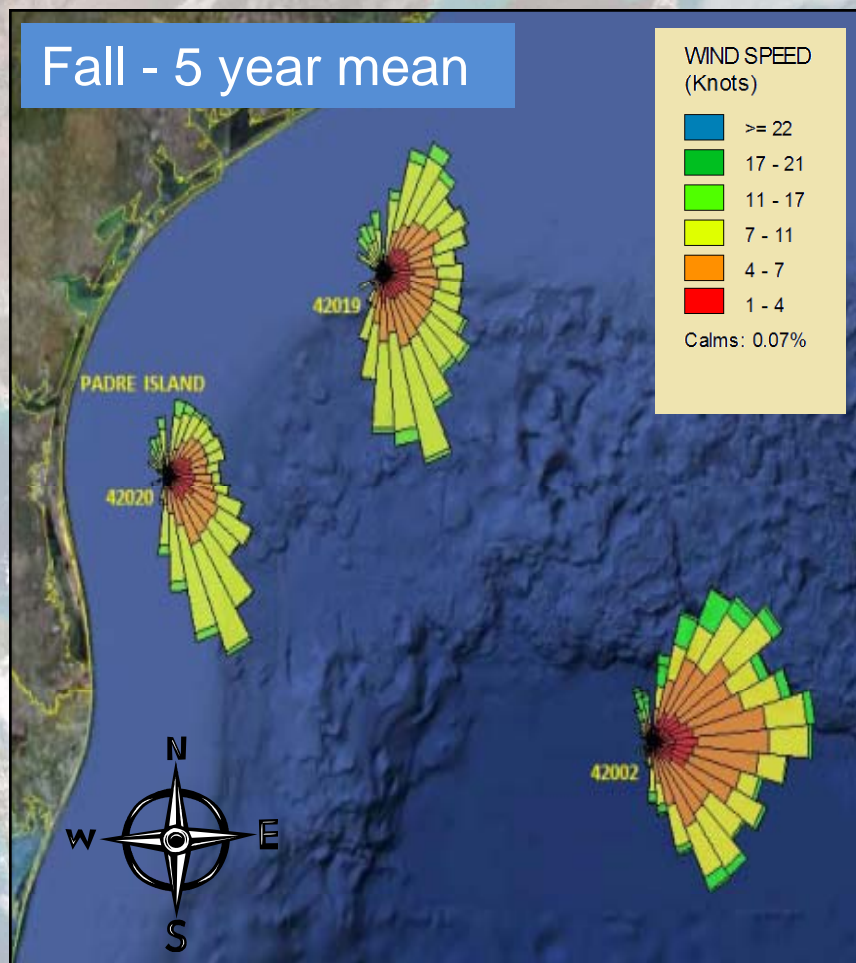 Fall - 5 year mean
WIND SPEED
(Knots)
>= 22
17 - 21
11 - 17
7 - 11
4 - 7
1 - 4
Calms: 0.07%
42019
PADRE ISLAND
42020
42002
N
W
E
S